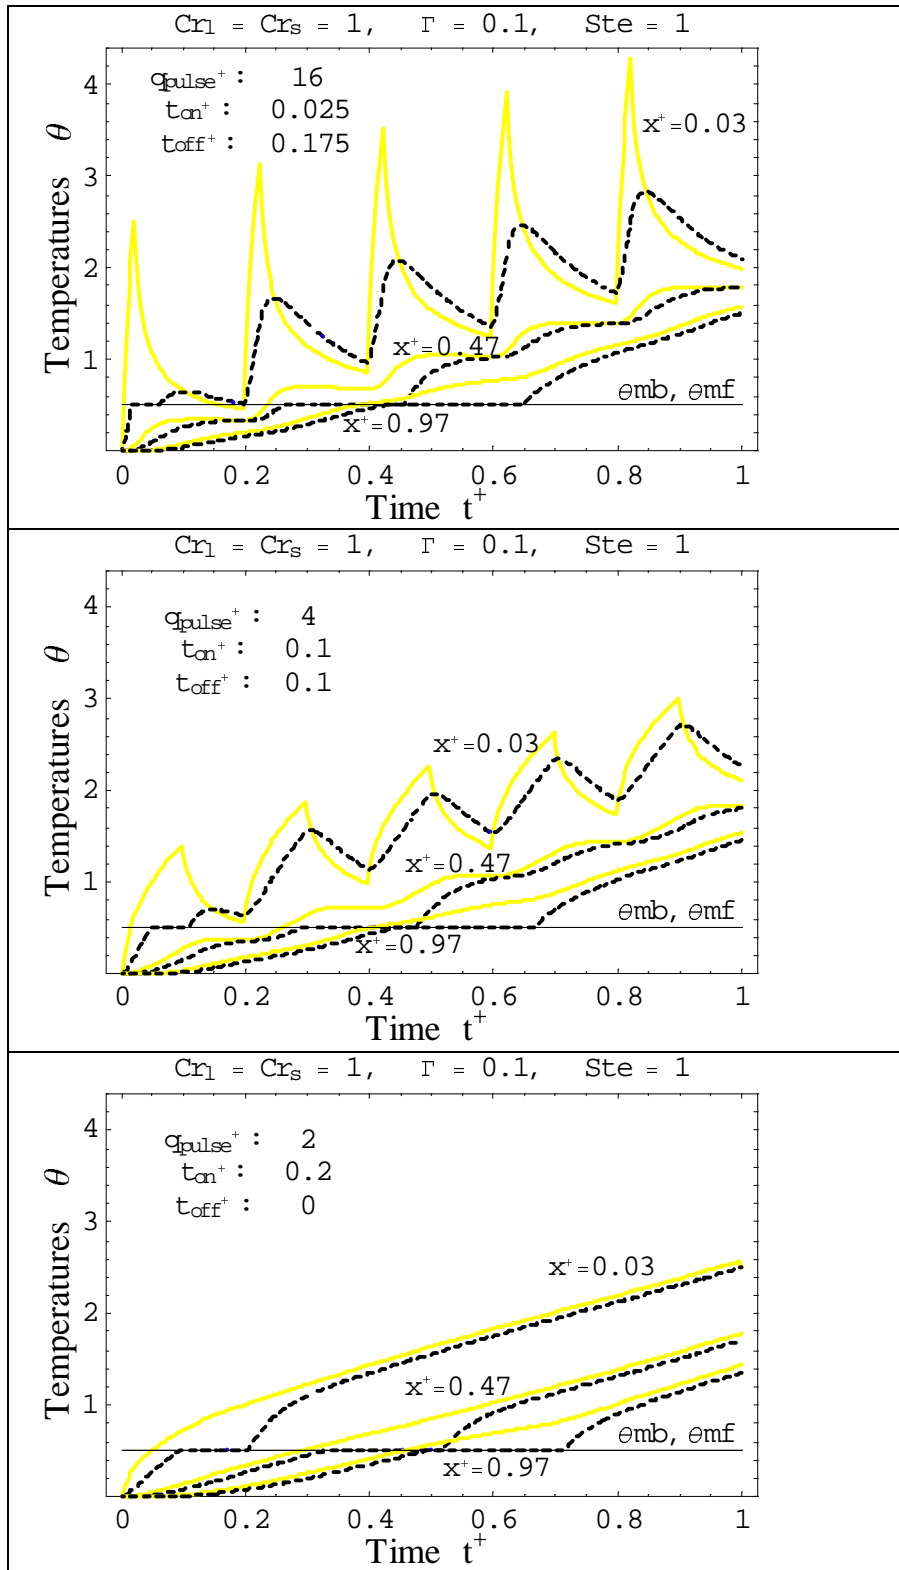 Crl = Crs = 1, Γ = 0.1, Ste = 1
qpulse+ : 16
ton+ : 0.025
toff+ : 0.175
x+=0.03
x+=0.47
θmb, θmf
x+=0.97
Temperatures θ
4
3
2
1
0 0.2 0.4 0.6 0.8 1
Time t+
Crl = Crs = 1, Γ = 0.1, Ste = 1
qpulse+ : 4
ton+ : 0.1
toff+ : 0.1
x+=0.03
x+=0.47
θmb, θmf
x+=0.97
Temperatures θ
4
3
2
1
0 0.2 0.4 0.6 0.8 1
Time t+
Crl = Crs = 1, Γ = 0.1, Ste = 1
qpulse+ : 2
ton+ : 0.2
toff+ : 0
x+=0.03
x+=0.47
θmb, θmf
x+=0.97
Temperatures θ
4
3
2
1
0 0.2 0.4 0.6 0.8 1
Time t+